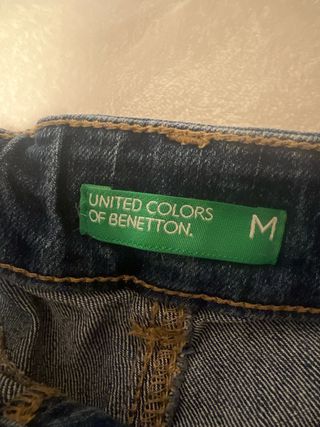 UNITED COLORS
OF BENETTON.
M